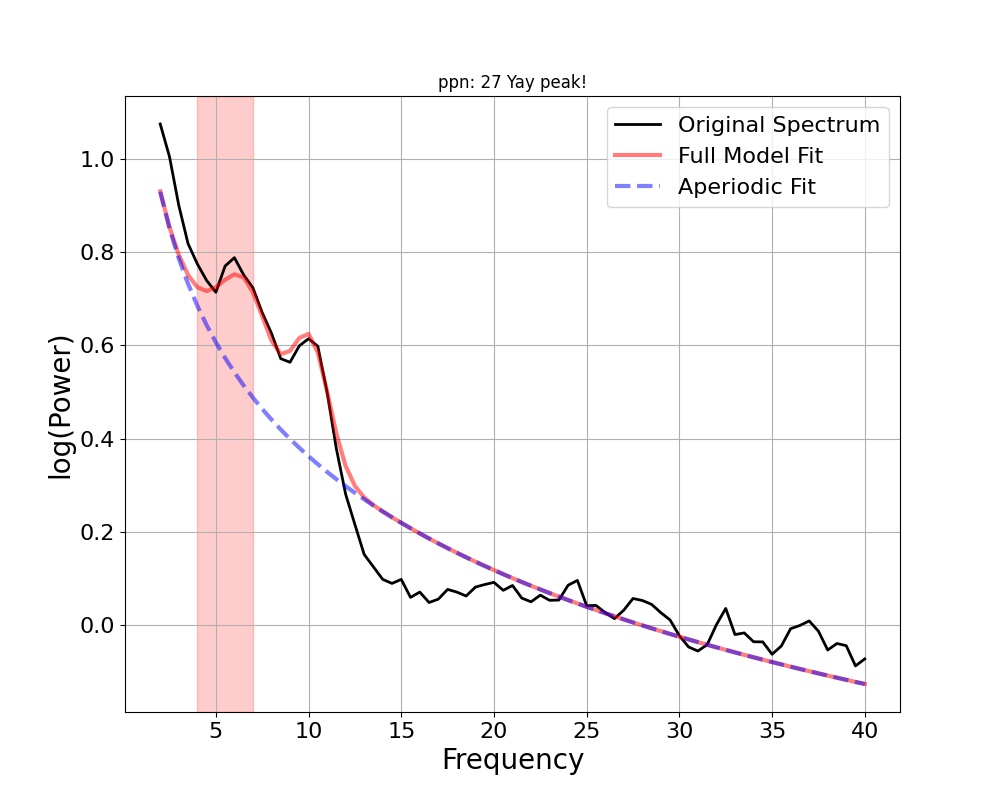 ppn: 27 Yay peak!
Original Spectrum
Full Model Fit
Aperiodic Fit
log(Power)
1.0
0.8
0.6
0.4
0.2
0.0
5 10 15 20 25 30 35 40
Frequency